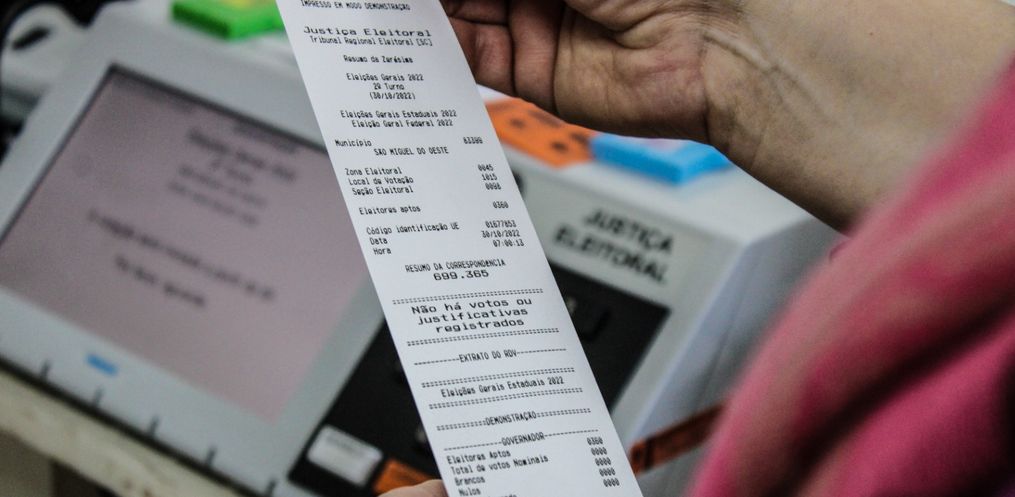 IMPRESSO EM MODO DEMONSTRAÇÃO
Justiça Eleitoral
Tribunal Regional Eleitoral [SC]
Resumo da Zerésima
Eleições Gerais 2022
2º Turno
(30/10/2022)
Eleições Gerais Estaduais 2022
Eleição Geral Federal 2022
Município 83399
SÃO MIGUEL DO OESTE
Zona Eleitoral 0045
Local de Votação 1015
Seção Eleitoral 0098
Eleitores aptos 0360
Código identificação UE 01677853
Data 30/10/2022
Hora 07:00:13
RESUMO DA CORRESPONDÊNCIA
699.365
Não há votos ou
justificativas
registrados
EXTRATO DO RDV
Eleições Gerais Estaduais 2022
DEMONSTRAÇÃO
GOVERNADOR
Eleitores Aptos 0360
Total de votos Nominais 0000
Brancos 0000
Nulos 0000
JUSTIÇA
ELEITORAL